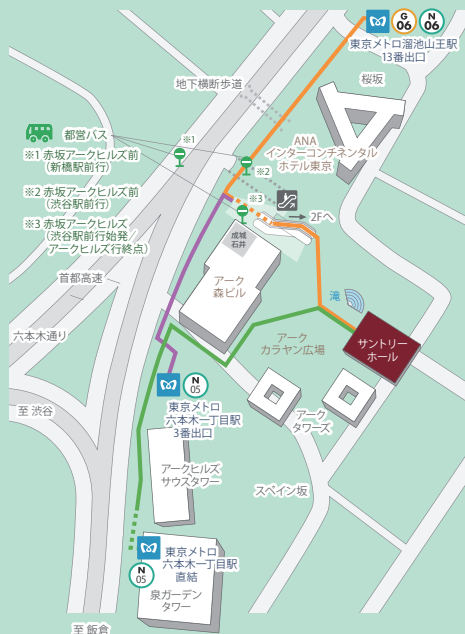 G
06
N
06
東京メトロ溜池山王駅
13番出口
桜坂
地下横断歩道
ANA
インターコンチネンタル
ホテル東京
都営バス
※1
※1 赤坂アークヒルズ前
（新橋駅前行）
※2
※2 赤坂アークヒルズ前
（渋谷駅前行）
※3
※3 赤坂アークヒルズ
（渋谷駅前行始発
アークヒルズ行終点）
2Fへ
成城
石井
首都高速
アーク
森ビル
滝
六本木通り
アーク
カラヤン広場
サントリー
ホール
N
05
東京メトロ
六本木一丁目駅
3番出口
至 渋谷
アーク
タワーズ
アークヒルズ
サウスタワー
スペイン坂
東京メトロ
六本木一丁目駅
直結
N
05
泉ガーデン
タワー
至 飯倉